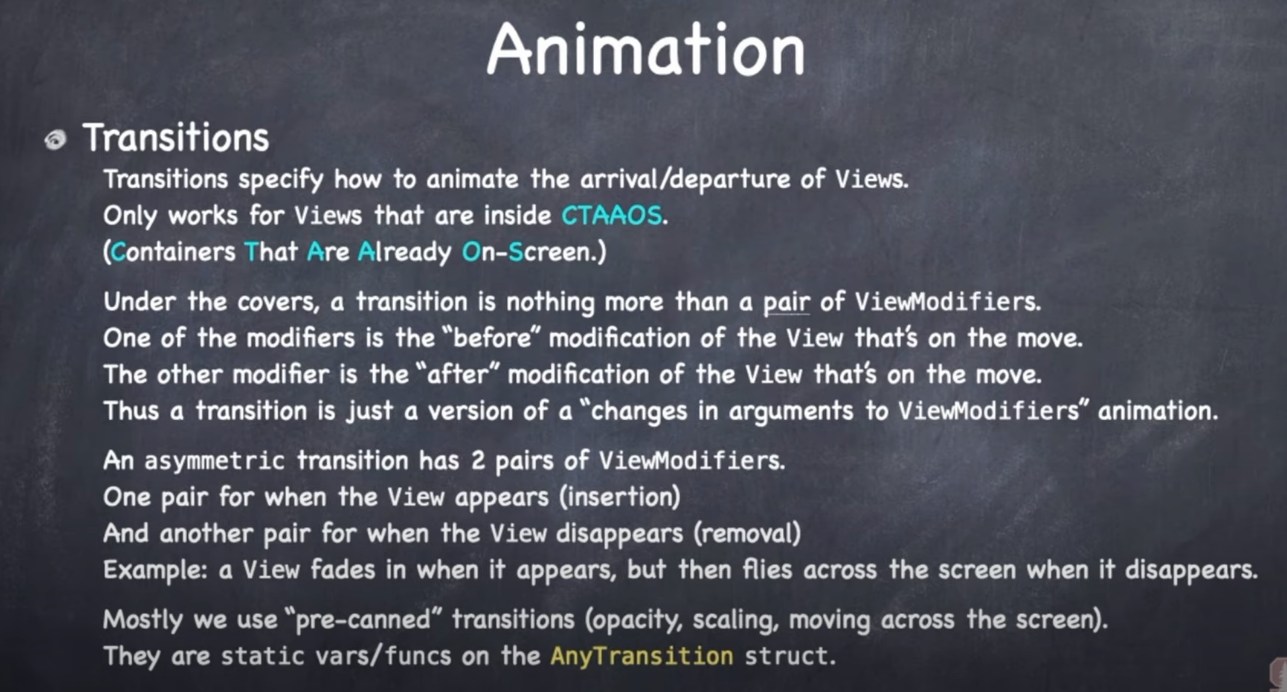 Animation
Transitions
Transitions specify how to animate the arrival/departure of Views.
Only works for Views that are inside CTAAOS.
(Containers That Are Already On-Screen.)
Under the covers, a transition is nothing more than a pair of ViewModifiers.
One of the modifiers is the “before” modification of the View that's on the move.
The other modifier is the “after” modification of the View that's on the move.
Thus a transition is just a version of a “changes in arguments to ViewModifiers” animation.
An asymmetric transition has 2 pairs of ViewModifiers.
One pair for when the View appears (insertion)
And another pair for when the View disappears (removal)
Example: a View fades in when it appears, but then flies across the screen when it disappears.
Mostly we use “pre-canned” transitions (opacity, scaling, moving across the screen).
They are static vars/funcs on the AnyTransition struct.